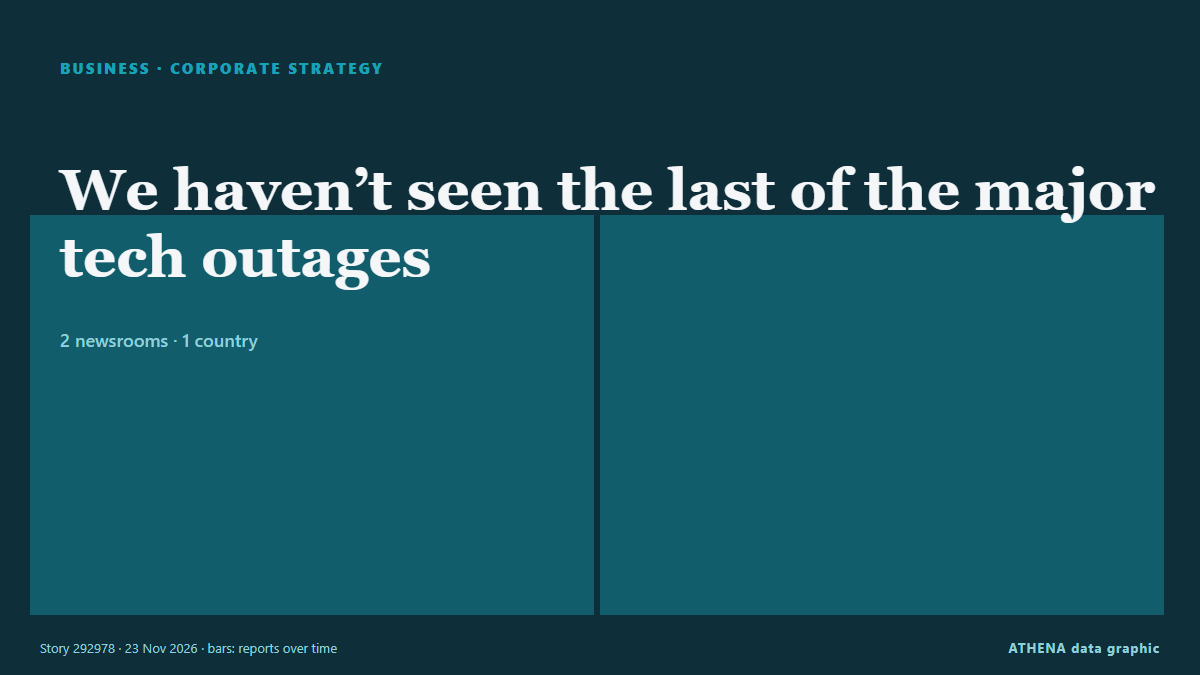 BUSINESS · CORPORATE STRATEGY
We haven’t seen the last of the major
tech outages
2 newsrooms · 1 country
Story 292978 · 23 Nov 2026 · bars: reports over time
ATHENA data graphic